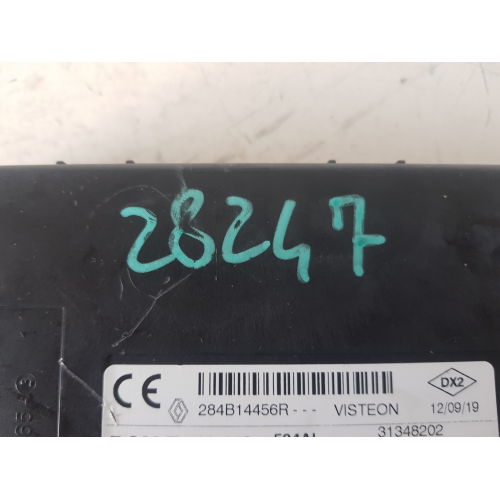 28247
CE DX2
284B14456R--- VISTEON 12/09/19
31348202